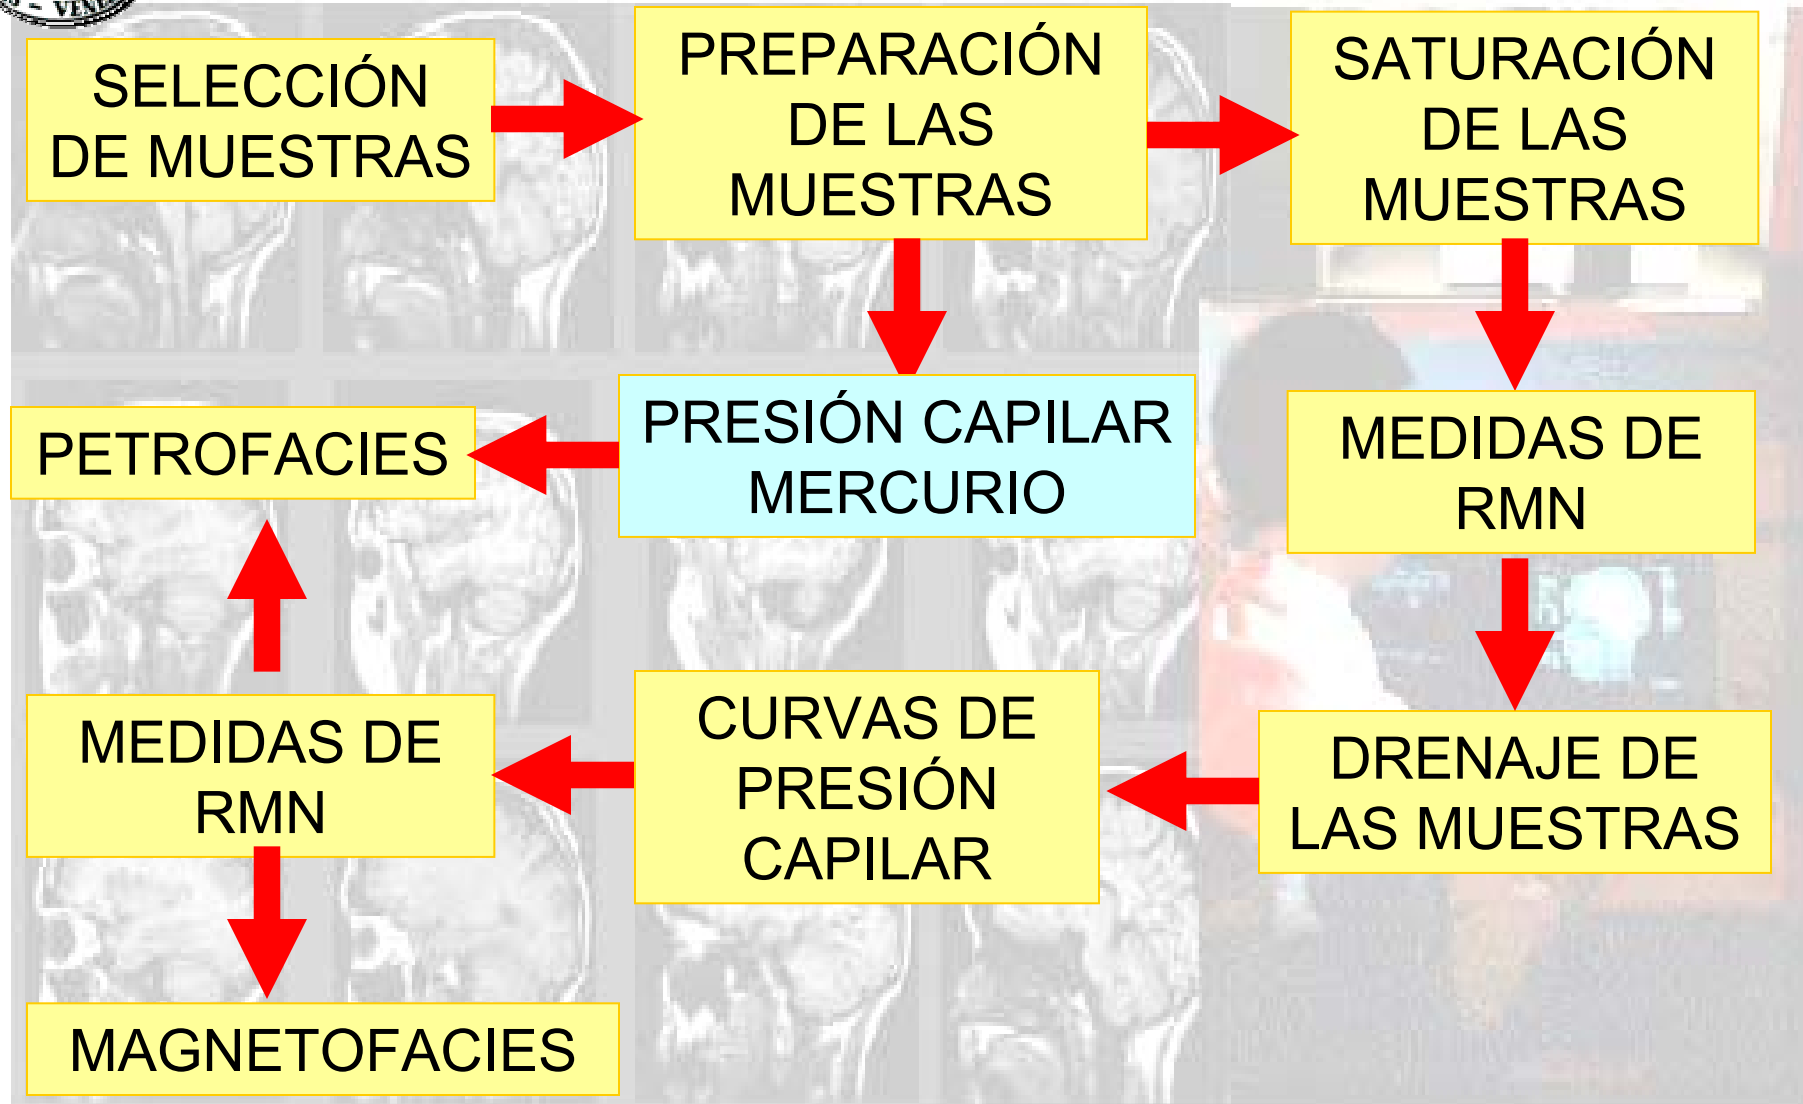 SELECCIÓN
DE MUESTRAS
PREPARACIÓN
DE LAS
MUESTRAS
SATURACIÓN
DE LAS
MUESTRAS
PETROFACIES
PRESIÓN CAPILAR
MERCURIO
MEDIDAS DE
RMN
MEDIDAS DE
RMN
CURVAS DE
PRESIÓN
CAPILAR
DRENAJE DE
LAS MUESTRAS
MAGNETOFACIES